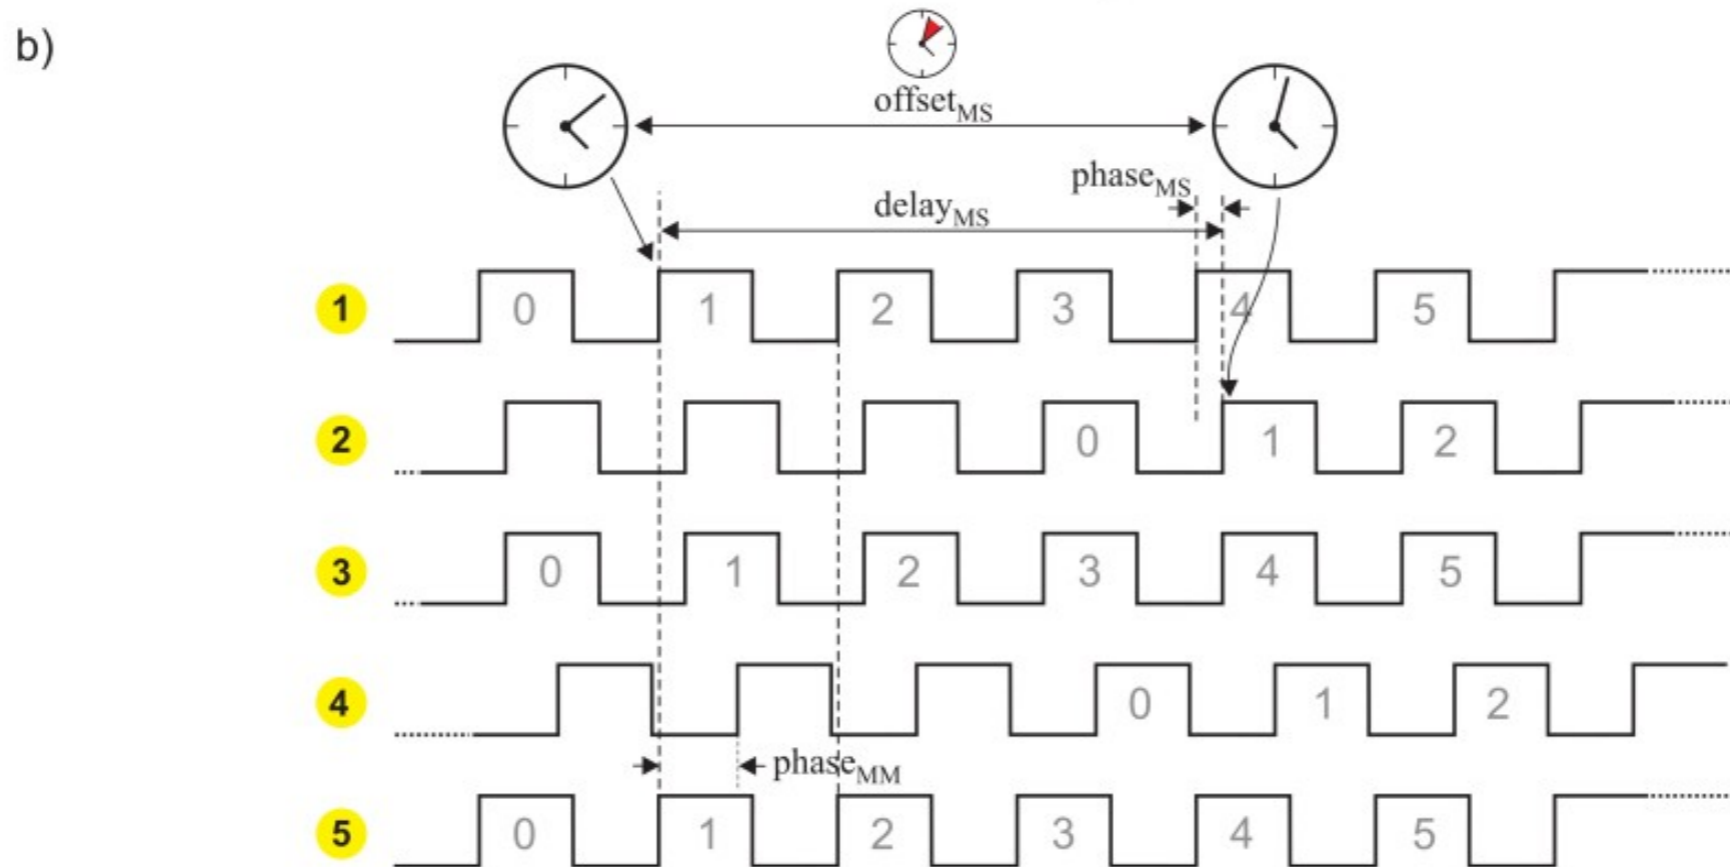 b)
offsetMS
phaseMS
delayMS
1 0 1 2 3 4 5
2 0 1 2
3 0 1 2 3 4 5
4 0 1 2
phaseMM
5 0 1 2 3 4 5